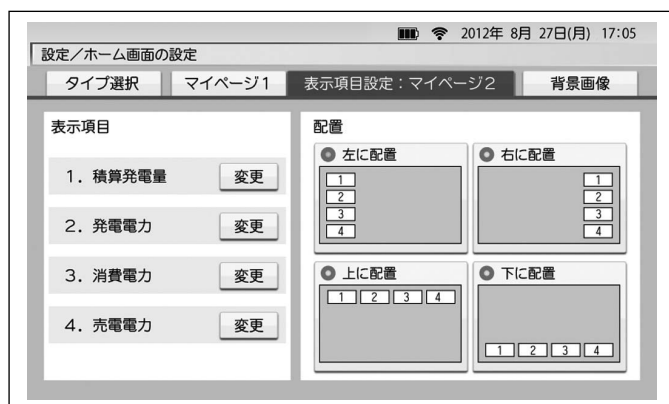 2012年 8月 27日(月) 17:05
設定／ホーム画面の設定
タイプ選択 マイページ1 表示項目設定：マイページ2 背景画像
表示項目
1．積算発電量 変更
2．発電電力 変更
3．消費電力 変更
4．売電電力 変更
配置
左に配置
1
2
3
4
右に配置
1
2
3
4
上に配置
1 2 3 4
下に配置
1 2 3 4